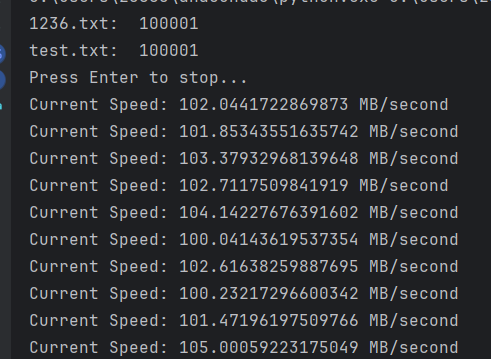 1236.txt:  100001
test.txt:  100001
Press Enter to stop...
Current Speed: 102.0441722869873 MB/second
Current Speed: 101.85343551635742 MB/second
Current Speed: 103.37932968139648 MB/second
Current Speed: 102.7117509841919 MB/second
Current Speed: 104.14227676391602 MB/second
Current Speed: 100.04143619537354 MB/second
Current Speed: 102.61638259887695 MB/second
Current Speed: 100.23217296600342 MB/second
Current Speed: 101.47196197509766 MB/second
Current Speed: 105.00059223175049 MB/second